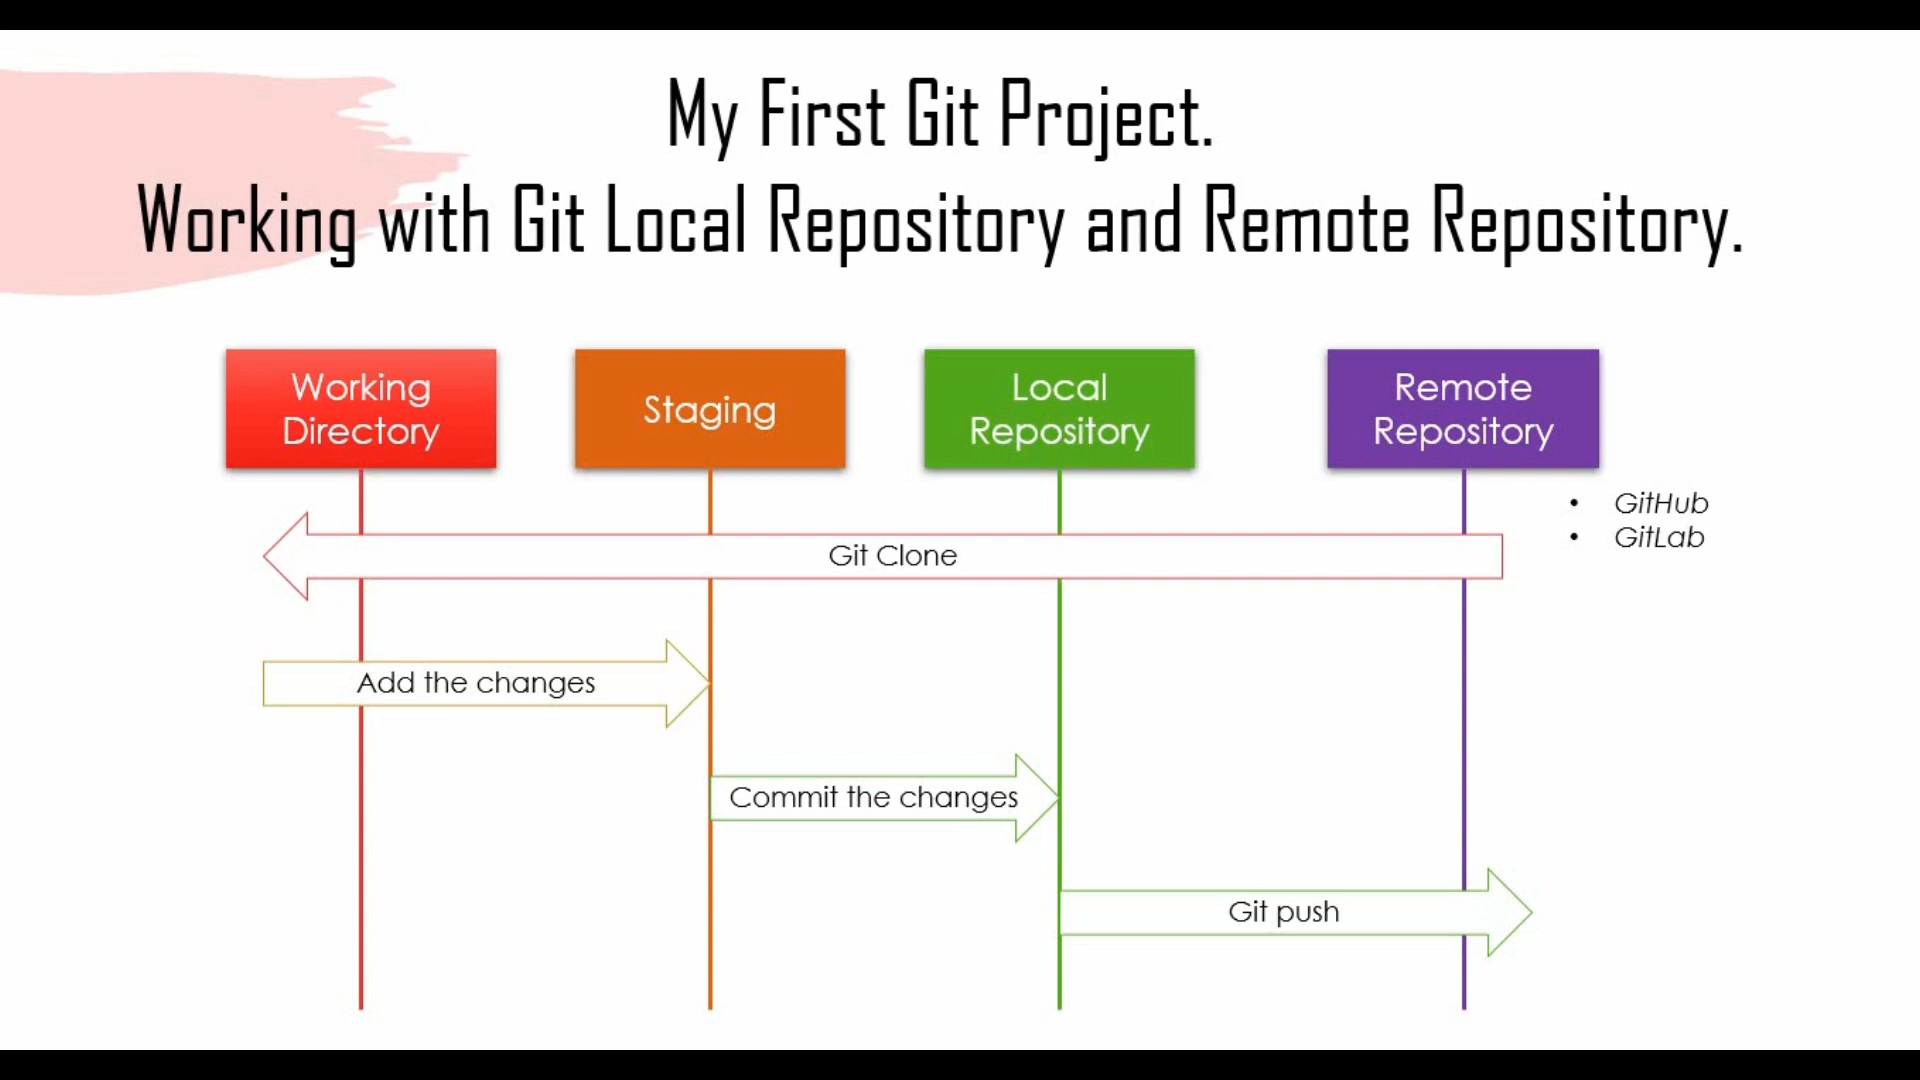 My First Git Project.
Working with Git Local Repository and Remote Repository.
Working
Directory
Staging
Local
Repository
Remote
Repository
• GitHub
• GitLab
Git Clone
Add the changes
Commit the changes
Git push